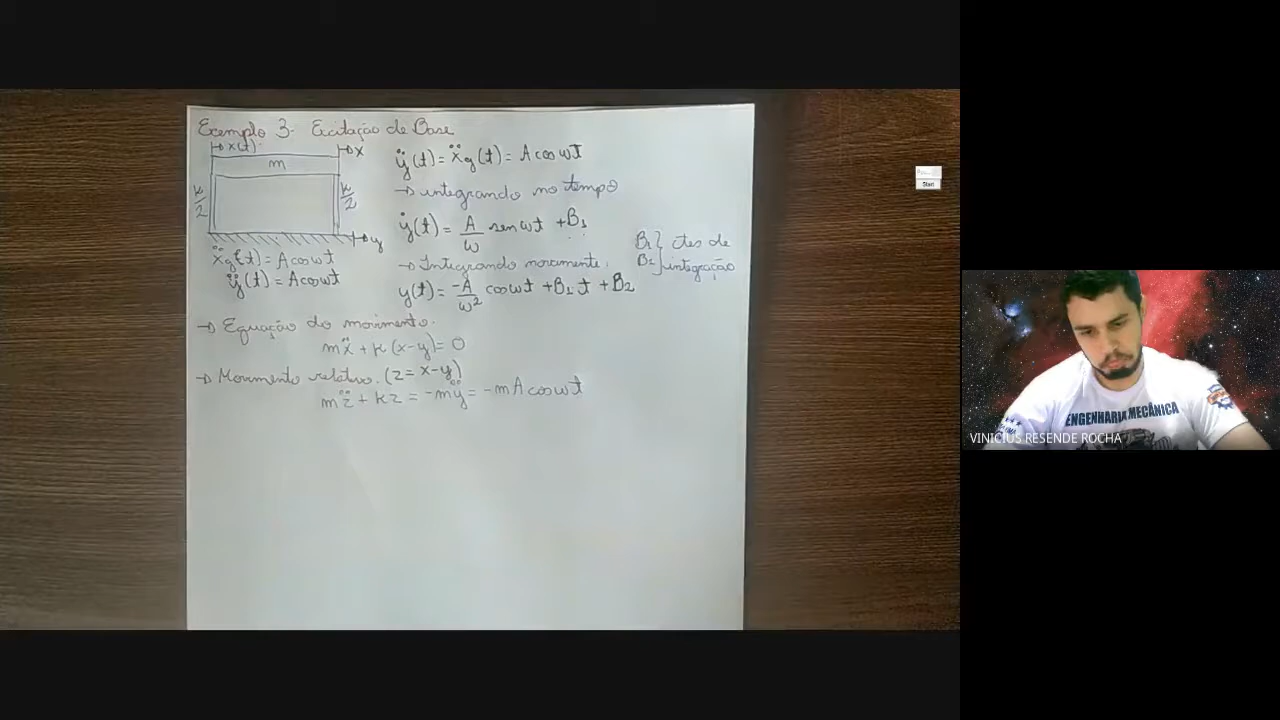 Exemplo 3- Excitação de Base
x(t) x
m
k/2 k/2
y
ẍg(t) = A cos ωt
ÿ(t) = A cos ωt
ÿ(t) = ẍg(t) = A cos ωt
→ integrando no tempo
ẏ(t) = A/ω sen ωt + B1
→ Integrando novamente.
y(t) = -A/ω² cos ωt + B1 t + B2
B1 } ctes de
B2 } integração
→ Equação do movimento.
mẍ + k(x-y) = 0
→ Movimento relativo. (z = x-y)
mz̈ + kz = -mÿ = -mA cos ωt
Start
ENGENHARIA MECÂNICA
VINICIUS RESENDE ROCHA